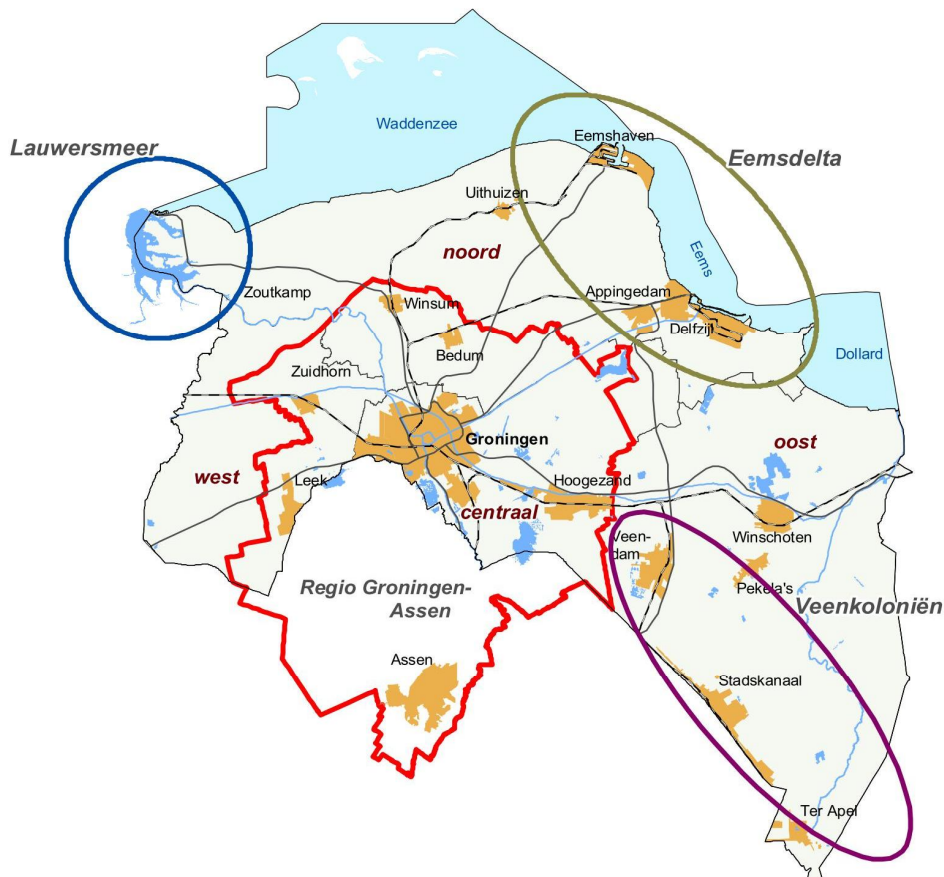 Waddenzee
Eemshaven
Lauwersmeer
Eemsdelta
Uithuizen
noord
Eems
Zoutkamp
Appingedam
Winsum
Delfzijl
Bedum
Dollard
Zuidhorn
Groningen
oost
west
Leek
Hoogezand
centraal
Veen-
dam
Winschoten
Regio Groningen-
Assen
Pekela's
Veenkoloniën
Assen
Stadskanaal
Ter Apel